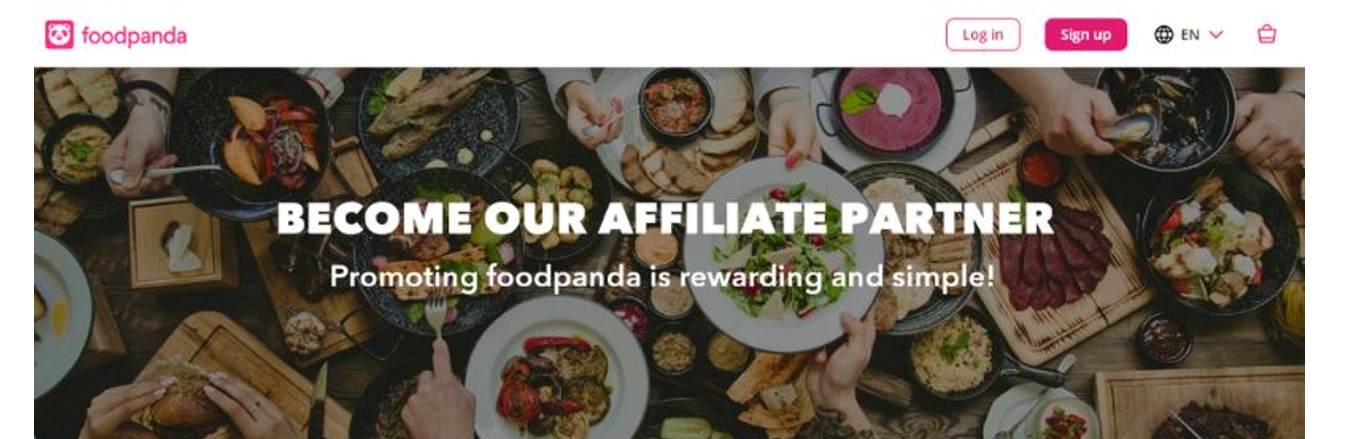 foodpanda
Log in
Sign up
EN
BECOME OUR AFFILIATE PARTNER
Promoting foodpanda is rewarding and simple!